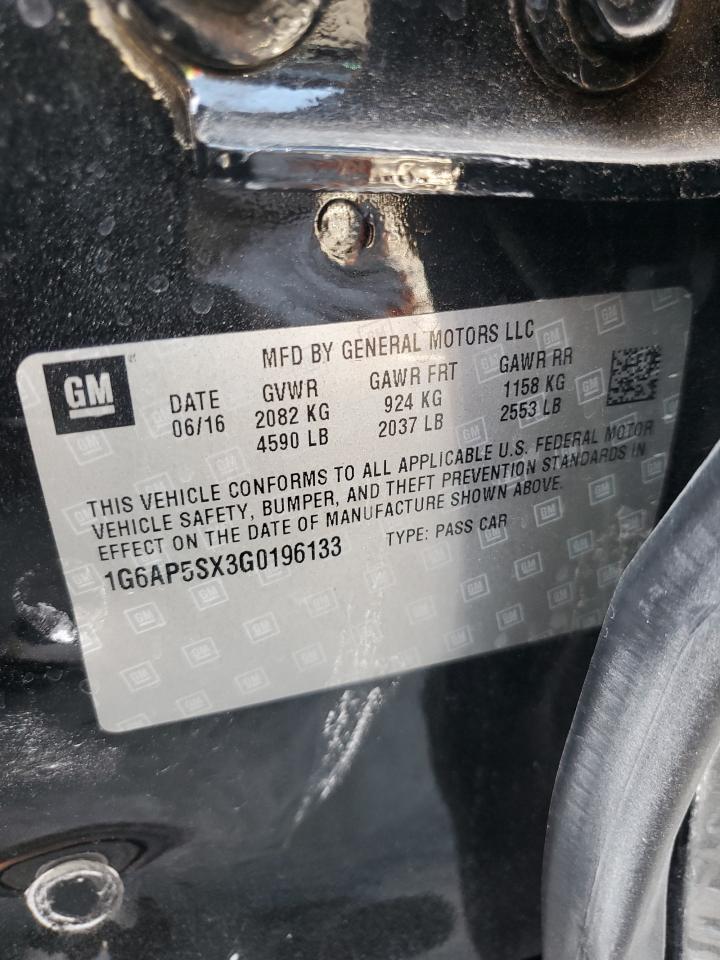 GM
MFD BY GENERAL MOTORS LLC
DATE GVWR GAWR FRT GAWR RR
06/16 2082 KG 924 KG 1158 KG
4590 LB 2037 LB 2553 LB
THIS VEHICLE CONFORMS TO ALL APPLICABLE U.S. FEDERAL MOTOR
VEHICLE SAFETY, BUMPER, AND THEFT PREVENTION STANDARDS IN
EFFECT ON THE DATE OF MANUFACTURE SHOWN ABOVE.
1G6AP5SX3G0196133 TYPE: PASS CAR